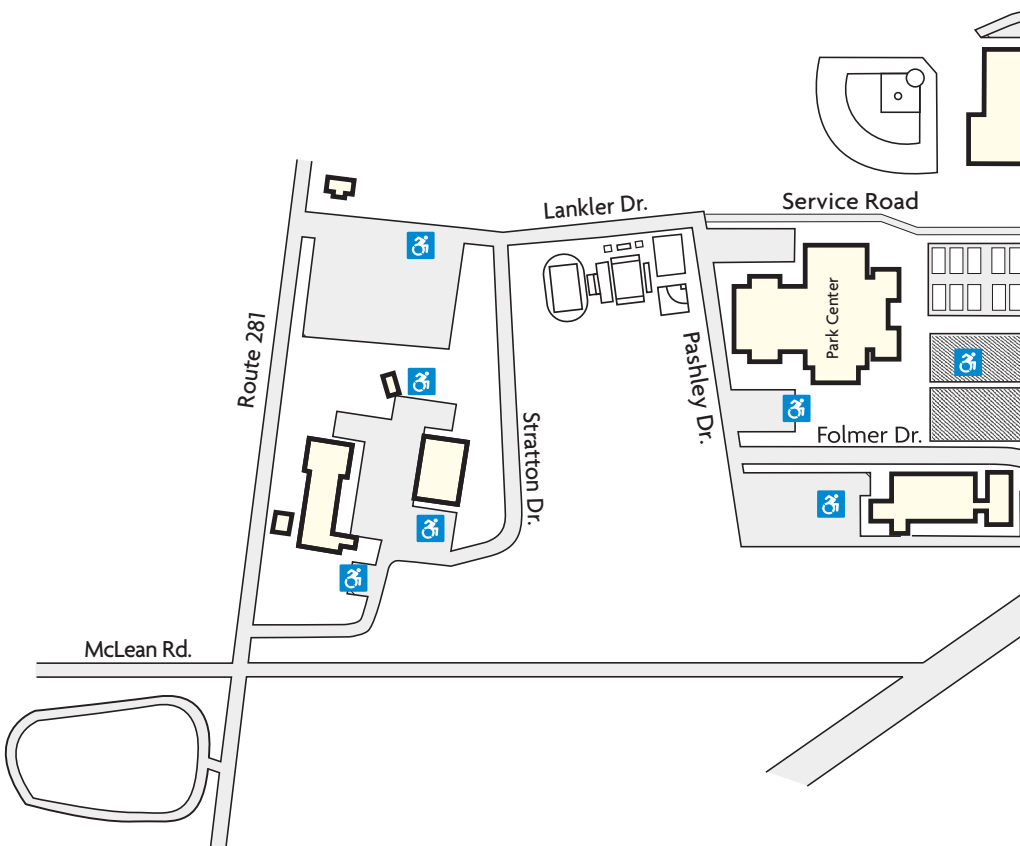 Service Road
Lankler Dr.
Route 281
Park Center
Pashley Dr.
Stratton Dr.
Folmer Dr.
McLean Rd.